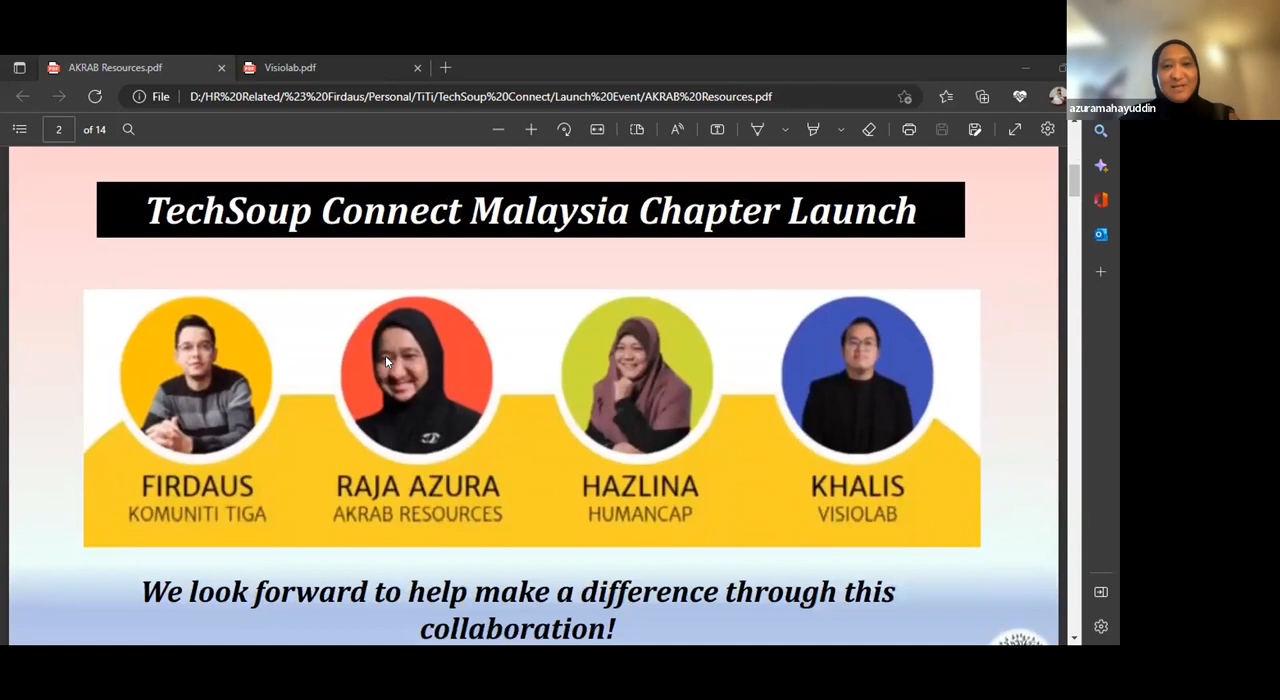 AKRAB Resources.pdf
Visiolab.pdf
File
D:/HR%20Related/%23%20Firdaus/Personal/TiTi/TechSoup%20Connect/Launch%20Event/AKRAB%20Resources.pdf
azuramahayuddin
2 of 14
TechSoup Connect Malaysia Chapter Launch
FIRDAUS
KOMUNITI TIGA
RAJA AZURA
AKRAB RESOURCES
HAZLINA
HUMANCAP
KHALIS
VISIOLAB
We look forward to help make a difference through this
collaboration!